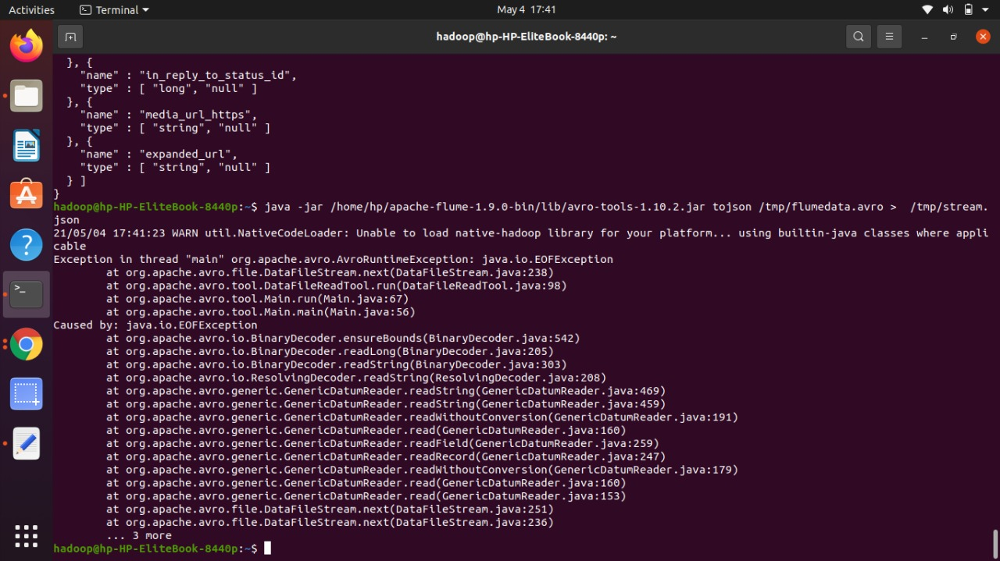 Activities
Terminal
May 4 17:41
hadoop@hp-HP-EliteBook-8440p: ~
}, {
"name" : "in_reply_to_status_id",
"type" : [ "long", "null" ]
}, {
"name" : "media_url_https",
"type" : [ "string", "null" ]
}, {
"name" : "expanded_url",
"type" : [ "string", "null" ]
} ]
}
hadoop@hp-HP-EliteBook-8440p:~$ java -jar /home/hp/apache-flume-1.9.0-bin/lib/avro-tools-1.10.2.jar tojson /tmp/flumedata.avro >  /tmp/stream.
json
21/05/04 17:41:23 WARN util.NativeCodeLoader: Unable to load native-hadoop library for your platform... using builtin-java classes where appli
cable
Exception in thread "main" org.apache.avro.AvroRuntimeException: java.io.EOFException
at org.apache.avro.file.DataFileStream.next(DataFileStream.java:238)
at org.apache.avro.tool.DataFileReadTool.run(DataFileReadTool.java:98)
at org.apache.avro.tool.Main.run(Main.java:67)
at org.apache.avro.tool.Main.main(Main.java:56)
Caused by: java.io.EOFException
at org.apache.avro.io.BinaryDecoder.ensureBounds(BinaryDecoder.java:542)
at org.apache.avro.io.BinaryDecoder.readLong(BinaryDecoder.java:205)
at org.apache.avro.io.BinaryDecoder.readString(BinaryDecoder.java:303)
at org.apache.avro.io.ResolvingDecoder.readString(ResolvingDecoder.java:208)
at org.apache.avro.generic.GenericDatumReader.readString(GenericDatumReader.java:469)
at org.apache.avro.generic.GenericDatumReader.readString(GenericDatumReader.java:459)
at org.apache.avro.generic.GenericDatumReader.readWithoutConversion(GenericDatumReader.java:191)
at org.apache.avro.generic.GenericDatumReader.read(GenericDatumReader.java:160)
at org.apache.avro.generic.GenericDatumReader.readField(GenericDatumReader.java:259)
at org.apache.avro.generic.GenericDatumReader.readRecord(GenericDatumReader.java:247)
at org.apache.avro.generic.GenericDatumReader.readWithoutConversion(GenericDatumReader.java:179)
at org.apache.avro.generic.GenericDatumReader.read(GenericDatumReader.java:160)
at org.apache.avro.generic.GenericDatumReader.read(GenericDatumReader.java:153)
at org.apache.avro.file.DataFileStream.next(DataFileStream.java:251)
at org.apache.avro.file.DataFileStream.next(DataFileStream.java:236)
... 3 more
hadoop@hp-HP-EliteBook-8440p:~$